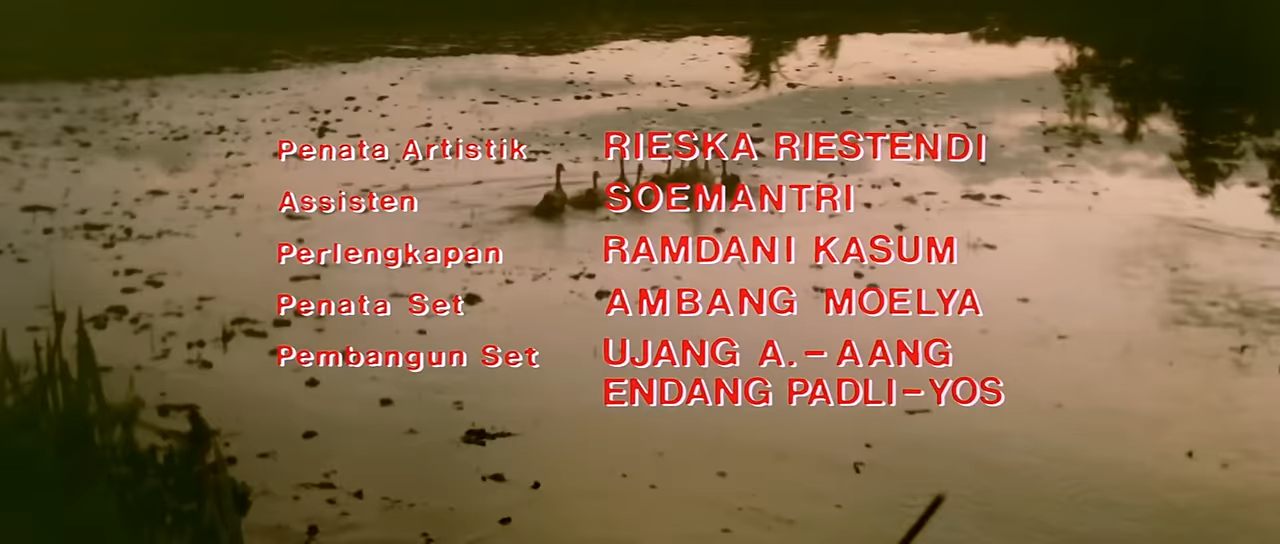 Penata Artistik RIESKA RIESTENDI
Assisten SOEMANTRI
Perlengkapan RAMDANI KASUM
Penata Set AMBANG MOELYA
Pembangun Set UJANG A.-AANG
ENDANG PADLI-YOS